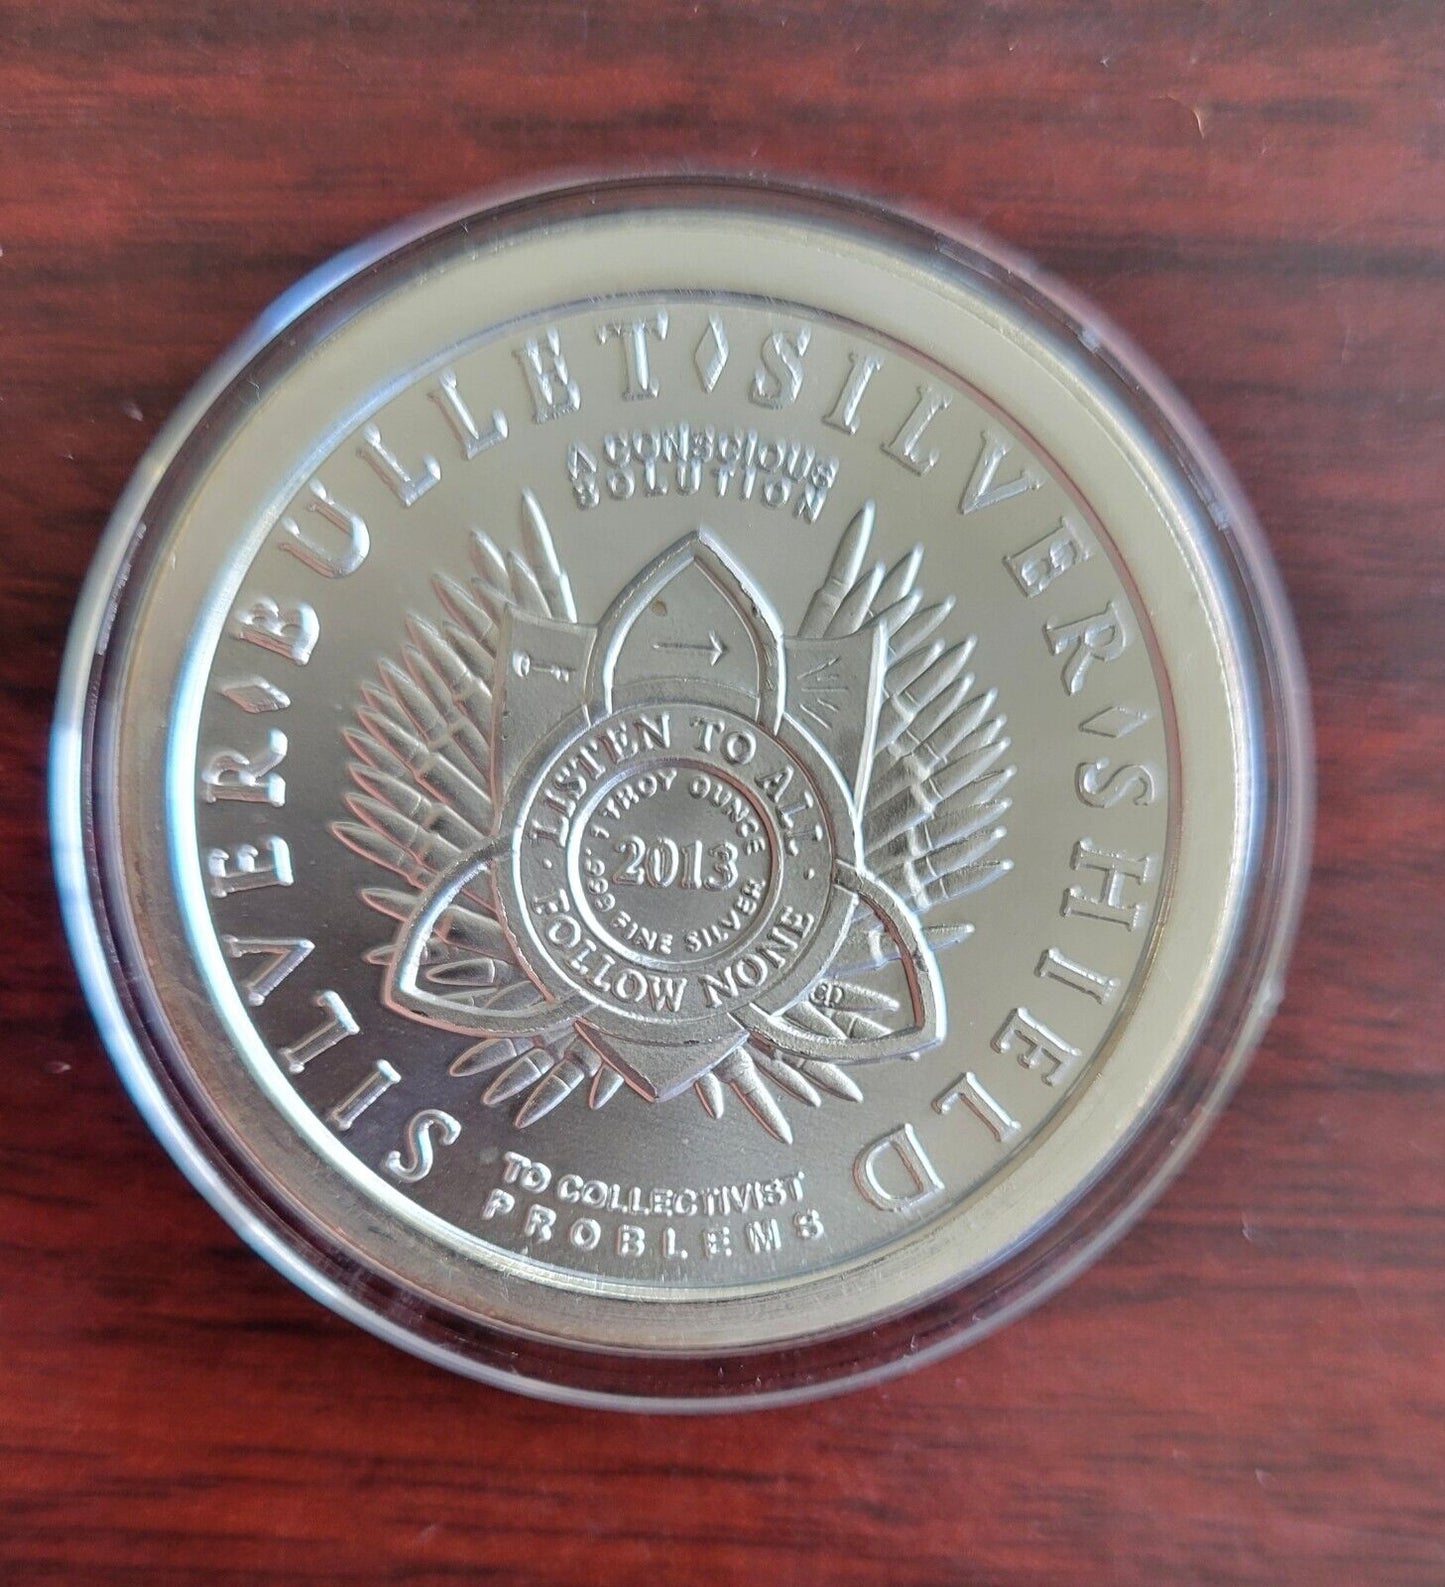 SILVER BULLET SILVER SHIELD
A CONSCIOUS
SOLUTION
LISTEN TO ALL
FOLLOW NONE
1 TROY OUNCE
2013
.999 FINE SILVER
TO COLLECTIVIST
PROBLEMS